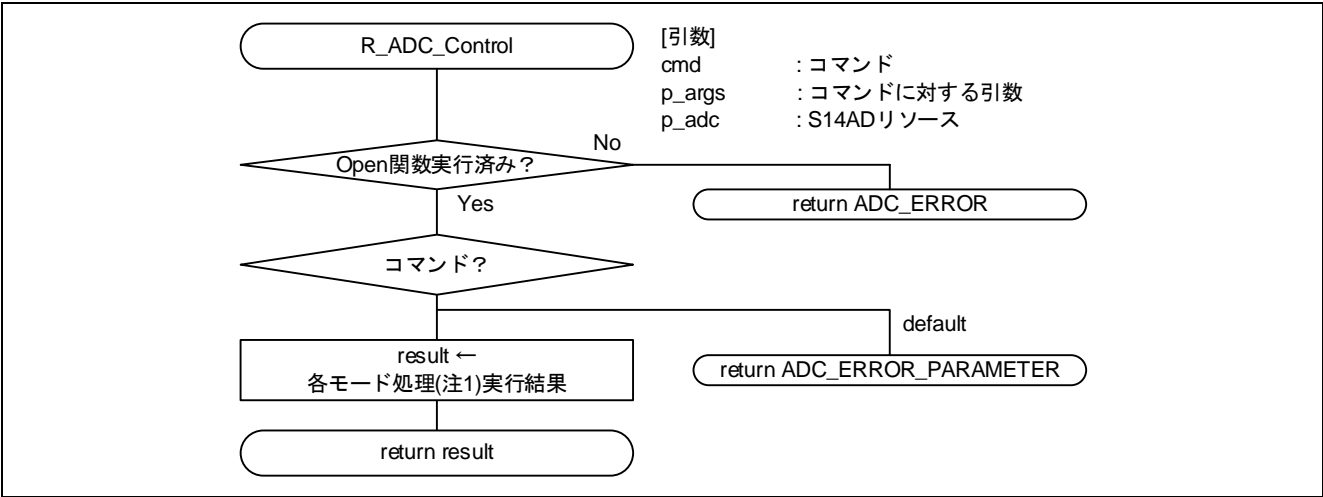 R_ADC_Control
[引数]
cmd : コマンド
p_args : コマンドに対する引数
p_adc : S14ADリソース
Open関数実行済み？
No
return ADC_ERROR
Yes
コマンド？
default
result ←
各モード処理(注1)実行結果
return ADC_ERROR_PARAMETER
return result